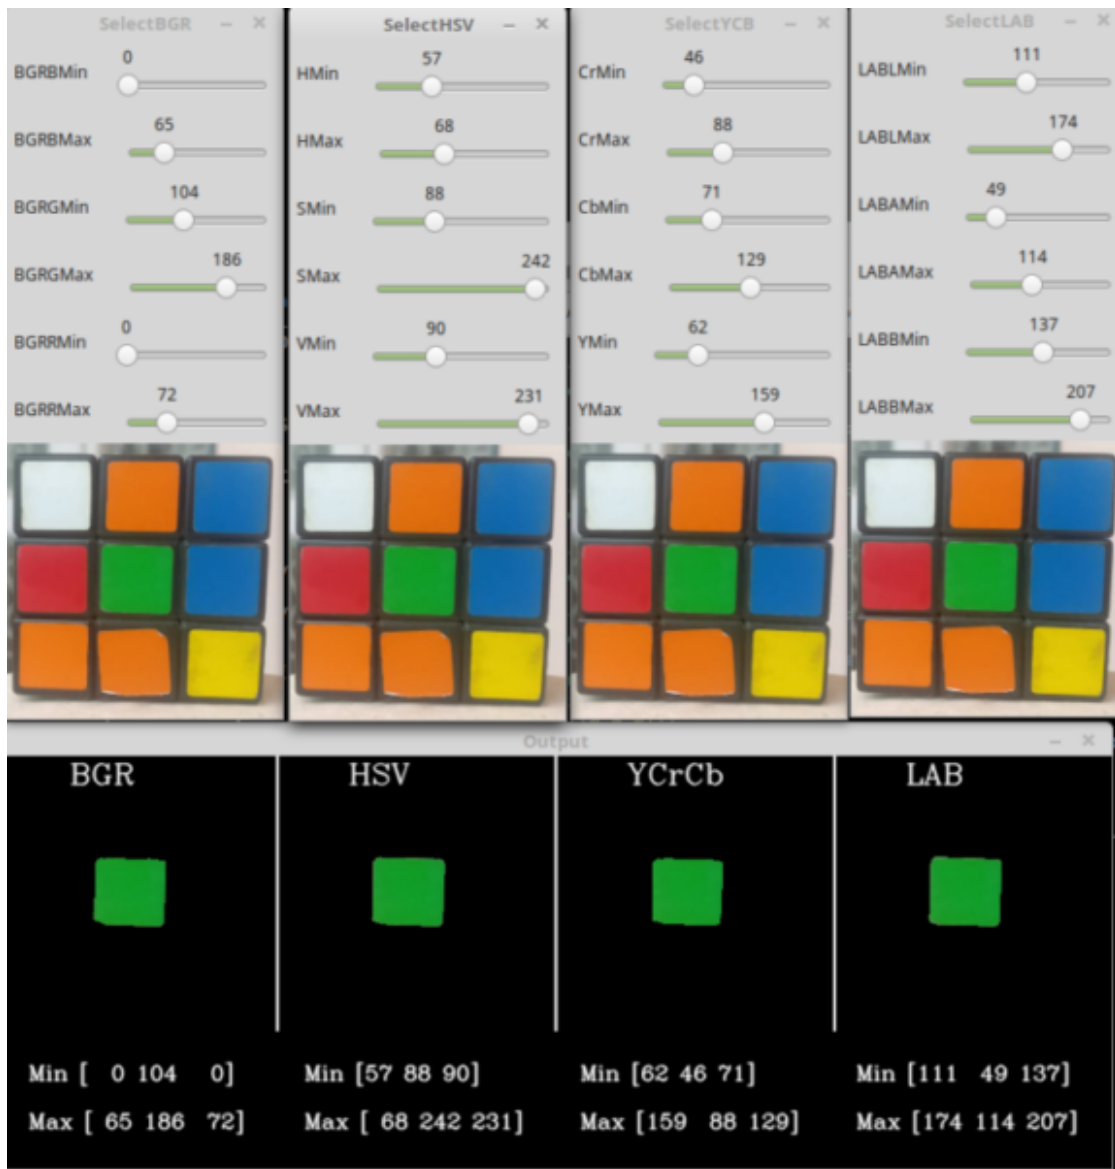 SelectBGR
0
BGRBMin
65
BGRBMax
104
BGRGMin
186
BGRGMax
0
BGRRMin
72
BGRRMax
SelectHSV
57
HMin
68
HMax
88
SMin
242
SMax
90
VMin
231
VMax
SelectYCB
46
CrMin
88
CrMax
71
CbMin
129
CbMax
62
YMin
159
YMax
SelectLAB
111
LABLMin
174
LABLMax
49
LABAMin
114
LABAMax
137
LABBMin
207
LABBMax
Output
BGR
HSV
YCrCb
LAB
Min [ 0 104 0]
Max [ 65 186 72]
Min [57 88 90]
Max [ 68 242 231]
Min [62 46 71]
Max [159 88 129]
Min [111 49 137]
Max [174 114 207]